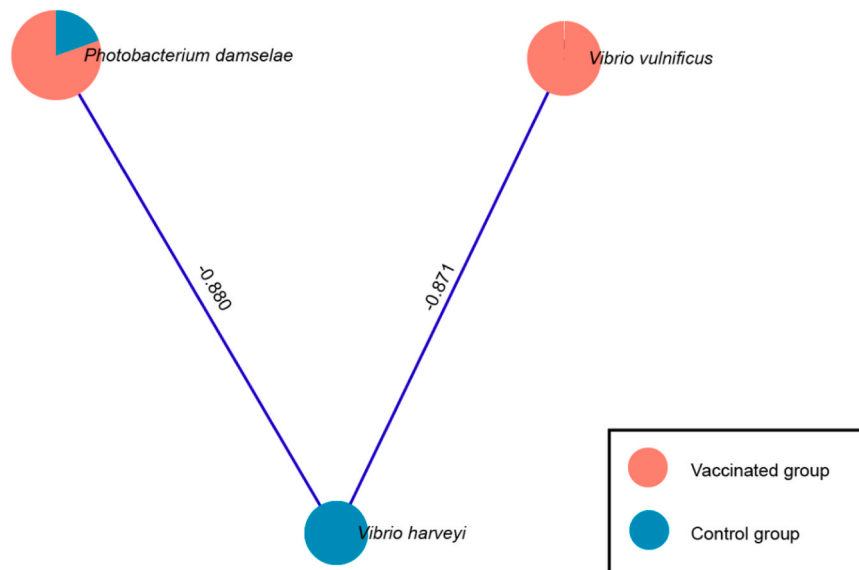 Photobacterium damselae
Vibrio vulnificus
-0.880
-0.871
Vibrio harveyi
Vaccinated group
Control group